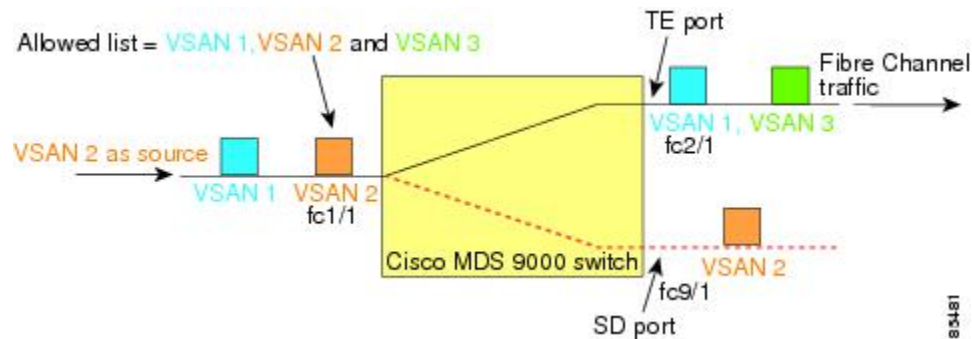 Allowed list = VSAN 1, VSAN 2 and VSAN 3
TE port
Fibre Channel
traffic
VSAN 1, VSAN 3
fc2/1
VSAN 2 as source
VSAN 1
VSAN 2
fc1/1
Cisco MDS 9000 switch
VSAN 2
fc9/1
SD port
85481